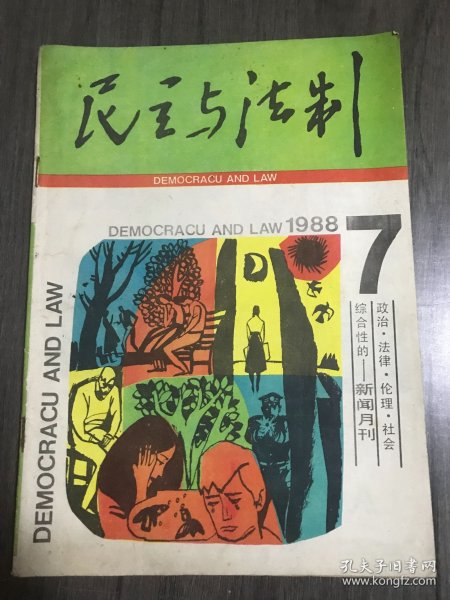 民主与法制
DEMOCRACU AND LAW
DEMOCRACU AND LAW 1988
7
政治·法律·伦理·社会
综合性的——新闻月刊
DEMOCRACU AND LAW
孔夫子旧书网
www.kongfz.com